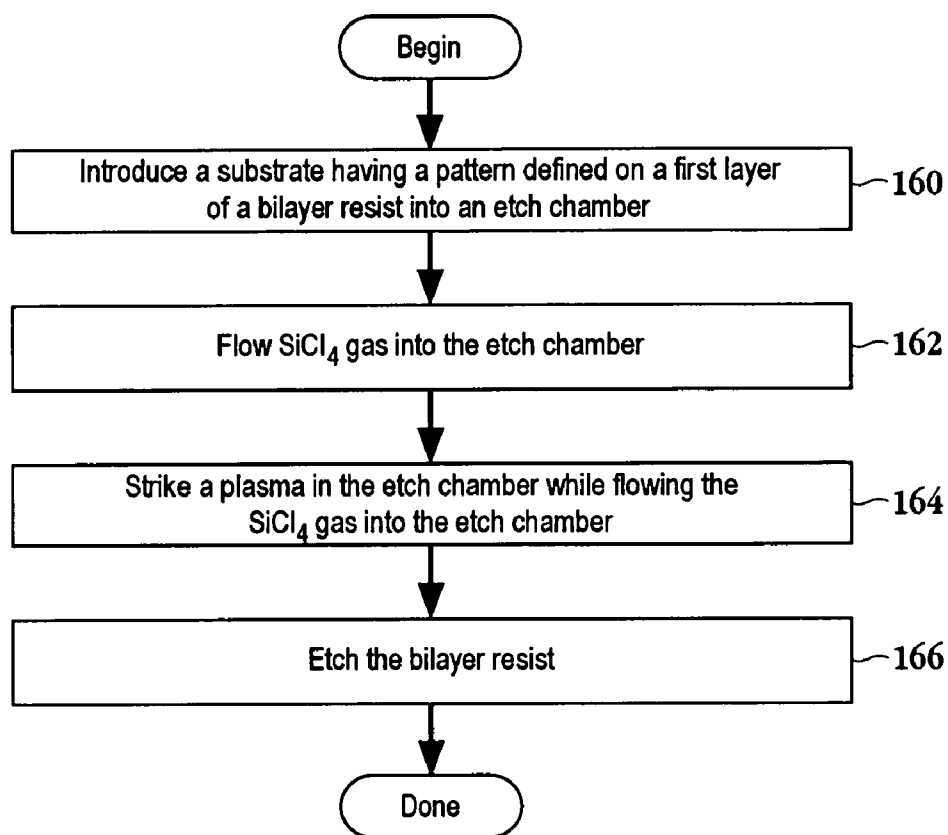 Begin
Introduce a substrate having a pattern defined on a first layer
of a bilayer resist into an etch chamber
160
Flow SiCl4 gas into the etch chamber
162
Strike a plasma in the etch chamber while flowing the
SiCl4 gas into the etch chamber
164
Etch the bilayer resist
166
Done